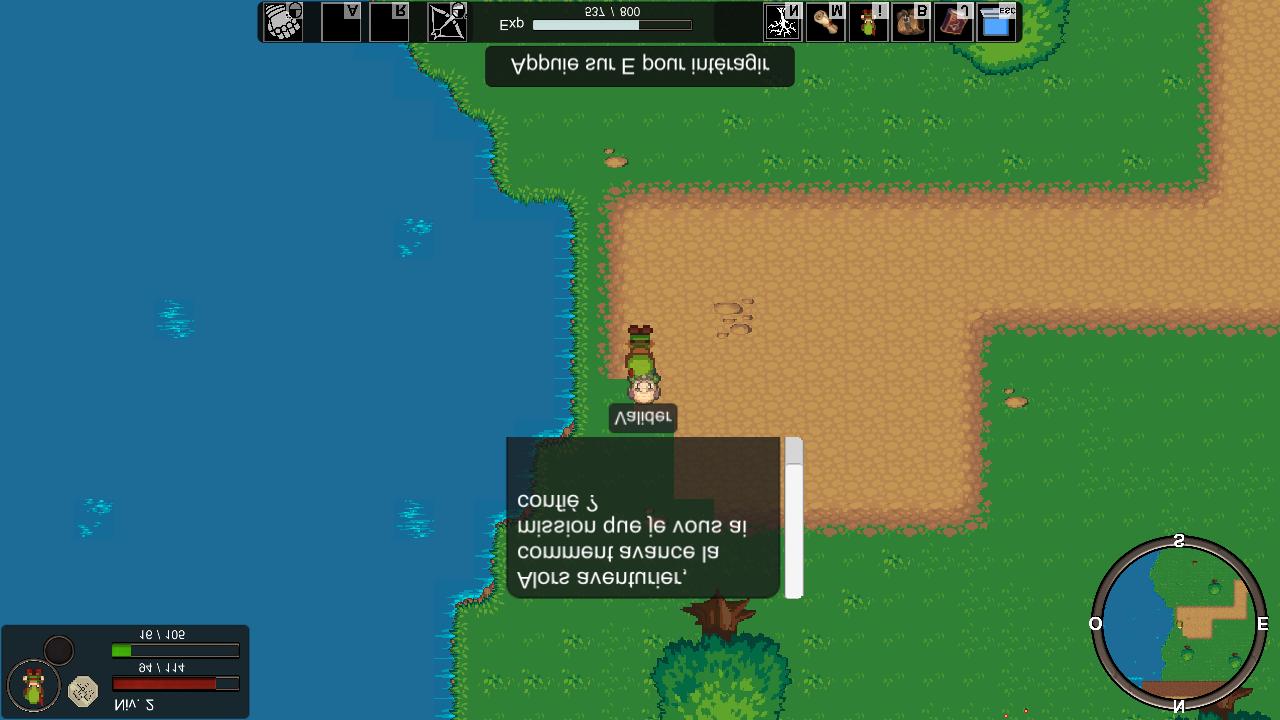 Niv. 2
94 / 114
16 / 105
N
O
E
S
Alors aventurier,
comment avance la
mission que je vous ai
confié ?
Valider
Appuie sur E pour intéragir
A
R
Exp
537 / 800
N
M
i
B
J
ESC